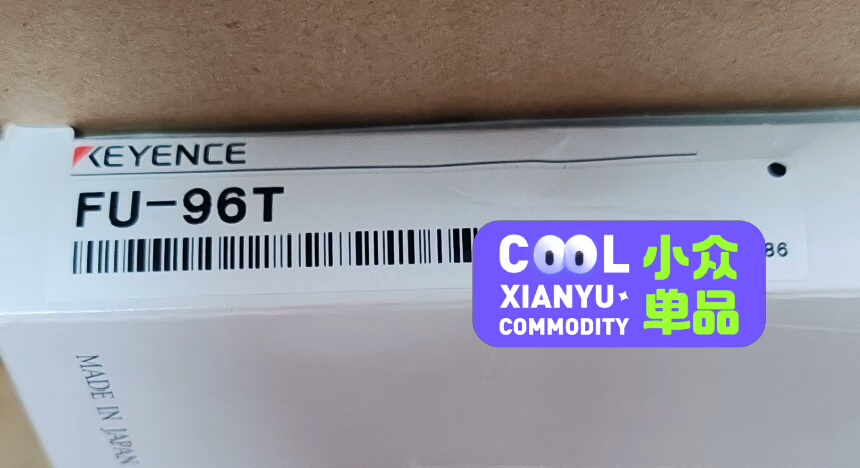 KEYENCE
FU-96T
86
COOL 小众
XIANYU 单品
COMMODITY
MADE IN JAPAN